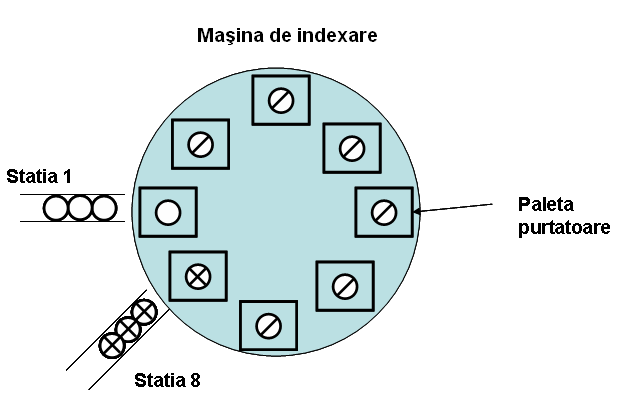 Maşina de indexare
Statia 1
Paleta
purtatoare
Statia 8